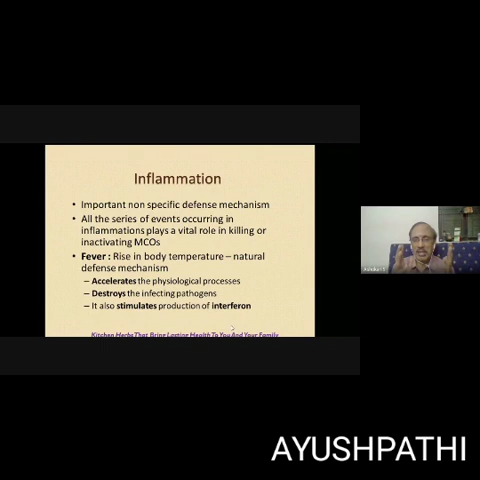 Inflammation
• Important non specific defense mechanism
• All the series of events occurring in
inflammations plays a vital role in killing or
inactivating MCOs
• Fever : Rise in body temperature – natural
defense mechanism
– Accelerates the physiological processes
– Destroys the infecting pathogens
– It also stimulates production of interferon
Kitchen Herbs That Bring Lasting Health To You And Your Family
AYUSHPATHI